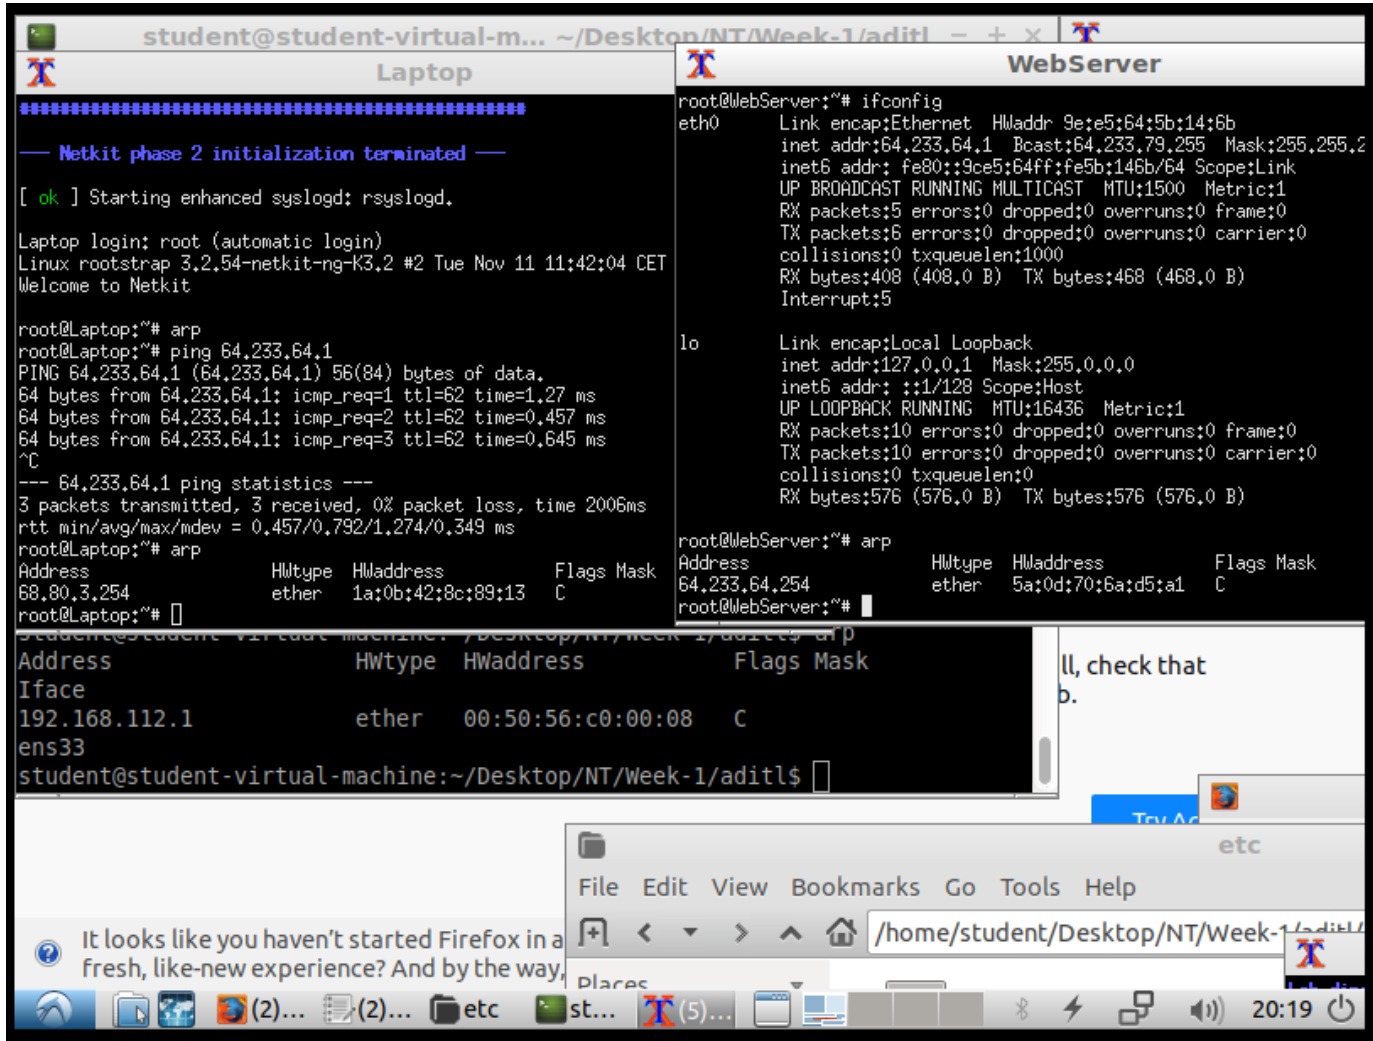 student@student-virtual-m... ~/Desktop/NT/Week-1/aditl
Laptop
##################################################
--- Netkit phase 2 initialization terminated ---
[ ok ] Starting enhanced syslogd: rsyslogd.
Laptop login: root (automatic login)
Linux rootstrap 3.2.54-netkit-ng-K3.2 #2 Tue Nov 11 11:42:04 CET
Welcome to Netkit
root@Laptop:~# arp
root@Laptop:~# ping 64.233.64.1
PING 64.233.64.1 (64.233.64.1) 56(84) bytes of data.
64 bytes from 64.233.64.1: icmp_req=1 ttl=62 time=1.27 ms
64 bytes from 64.233.64.1: icmp_req=2 ttl=62 time=0.457 ms
64 bytes from 64.233.64.1: icmp_req=3 ttl=62 time=0.645 ms
^C
--- 64.233.64.1 ping statistics ---
3 packets transmitted, 3 received, 0% packet loss, time 2006ms
rtt min/avg/max/mdev = 0.457/0.792/1.274/0.349 ms
root@Laptop:~# arp
Address HWtype HWaddress Flags Mask
68.80.3.254 ether 1a:0b:42:8c:89:13 C
root@Laptop:~#
WebServer
root@WebServer:~# ifconfig
eth0 Link encap:Ethernet HWaddr 9e:e5:64:5b:14:6b
inet addr:64.233.64.1 Bcast:64.233.79.255 Mask:255.255.2
inet6 addr: fe80::9ce5:64ff:fe5b:146b/64 Scope:Link
UP BROADCAST RUNNING MULTICAST MTU:1500 Metric:1
RX packets:5 errors:0 dropped:0 overruns:0 frame:0
TX packets:6 errors:0 dropped:0 overruns:0 carrier:0
collisions:0 txqueuelen:1000
RX bytes:408 (408.0 B) TX bytes:468 (468.0 B)
Interrupt:5
lo Link encap:Local Loopback
inet addr:127.0.0.1 Mask:255.0.0.0
inet6 addr: ::1/128 Scope:Host
UP LOOPBACK RUNNING MTU:16436 Metric:1
RX packets:10 errors:0 dropped:0 overruns:0 frame:0
TX packets:10 errors:0 dropped:0 overruns:0 carrier:0
collisions:0 txqueuelen:0
RX bytes:576 (576.0 B) TX bytes:576 (576.0 B)
root@WebServer:~# arp
Address HWtype HWaddress Flags Mask
64.233.64.254 ether 5a:0d:70:6a:d5:a1 C
root@WebServer:~#
student@student-virtual-machine:~/Desktop/NT/Week-1/aditl$ arp
Address HWtype HWaddress Flags Mask
Iface
192.168.112.1 ether 00:50:56:c0:00:08 C
ens33
student@student-virtual-machine:~/Desktop/NT/Week-1/aditl$
ll, check that
b.
Try
etc
File Edit View Bookmarks Go Tools Help
/home/student/Desktop/NT/Week-1/aditl/
Places
It looks like you haven't started Firefox in a
fresh, like-new experience? And by the way,
(2)... (2)... etc st... (5)... 20:19